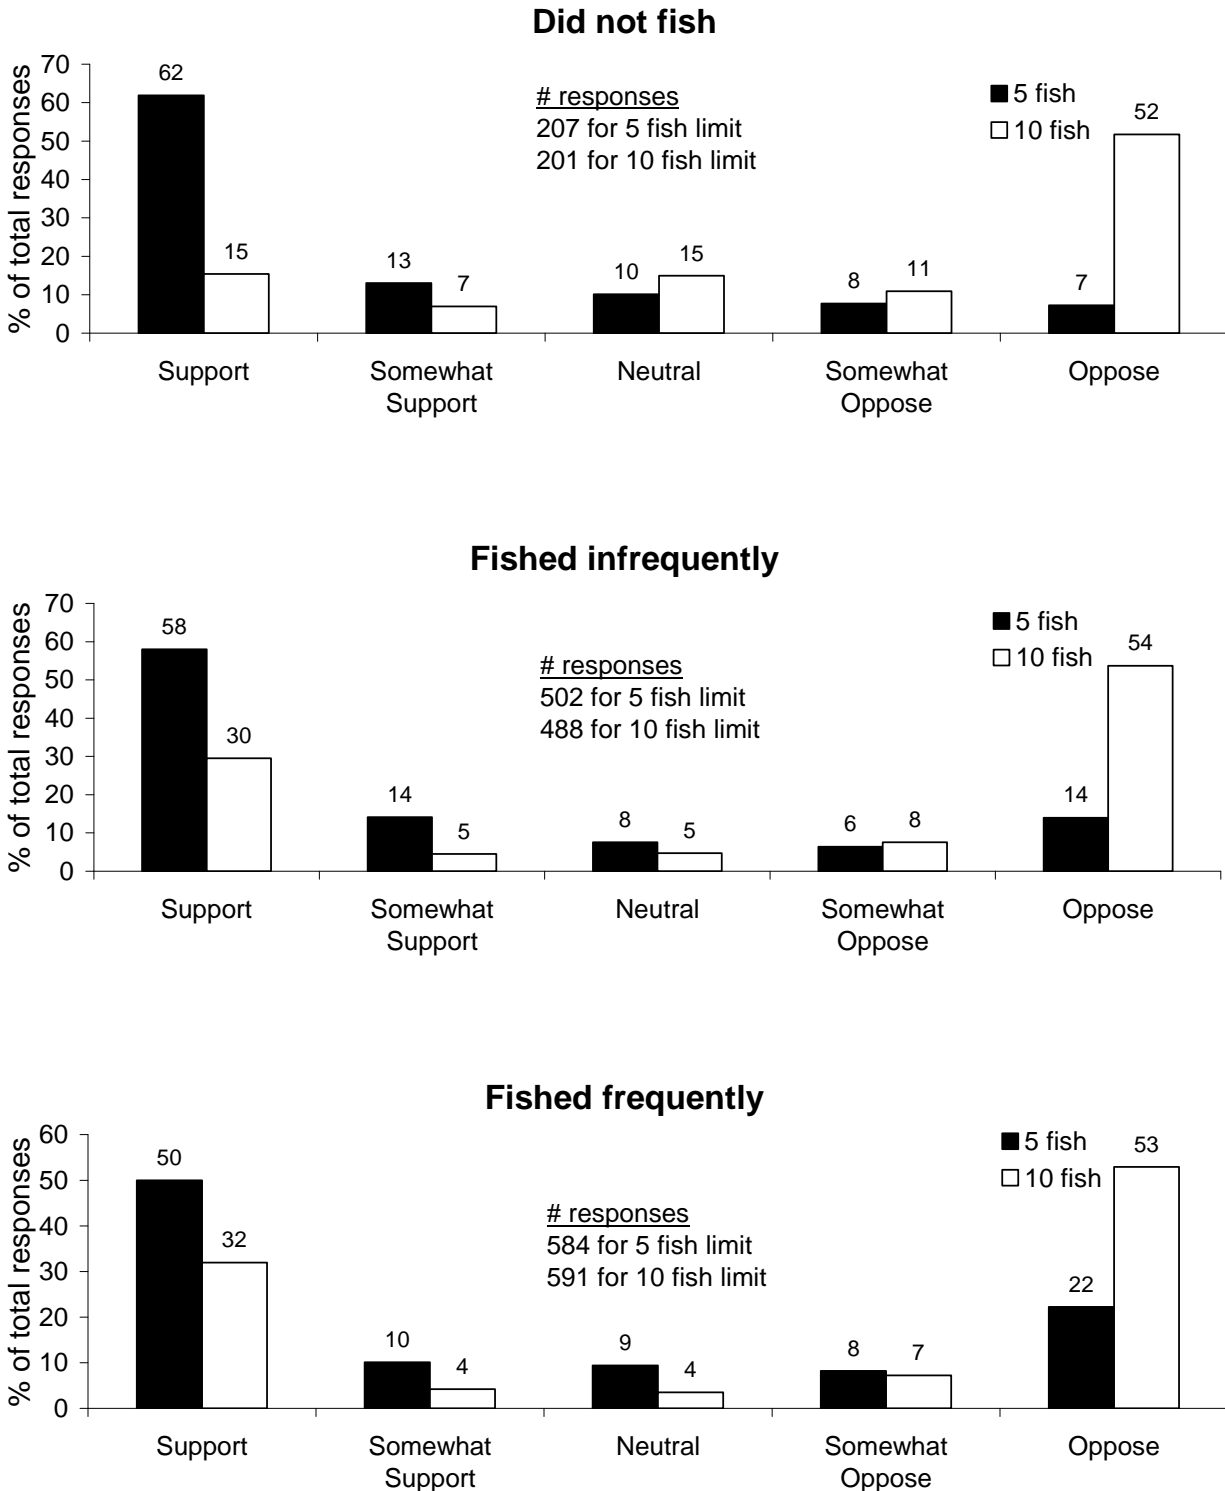 Did not fish
% of total responses
70
60
50
40
30
20
10
0
62
15
13
7
10
15
8
11
7
52
# responses
207 for 5 fish limit
201 for 10 fish limit
5 fish
10 fish
Support
Somewhat
Support
Neutral
Somewhat
Oppose
Oppose
Fished infrequently
% of total responses
70
60
50
40
30
20
10
0
58
30
14
5
8
5
6
8
14
54
# responses
502 for 5 fish limit
488 for 10 fish limit
5 fish
10 fish
Support
Somewhat
Support
Neutral
Somewhat
Oppose
Oppose
Fished frequently
% of total responses
60
50
40
30
20
10
0
50
32
10
4
9
4
8
7
22
53
# responses
584 for 5 fish limit
591 for 10 fish limit
5 fish
10 fish
Support
Somewhat
Support
Neutral
Somewhat
Oppose
Oppose